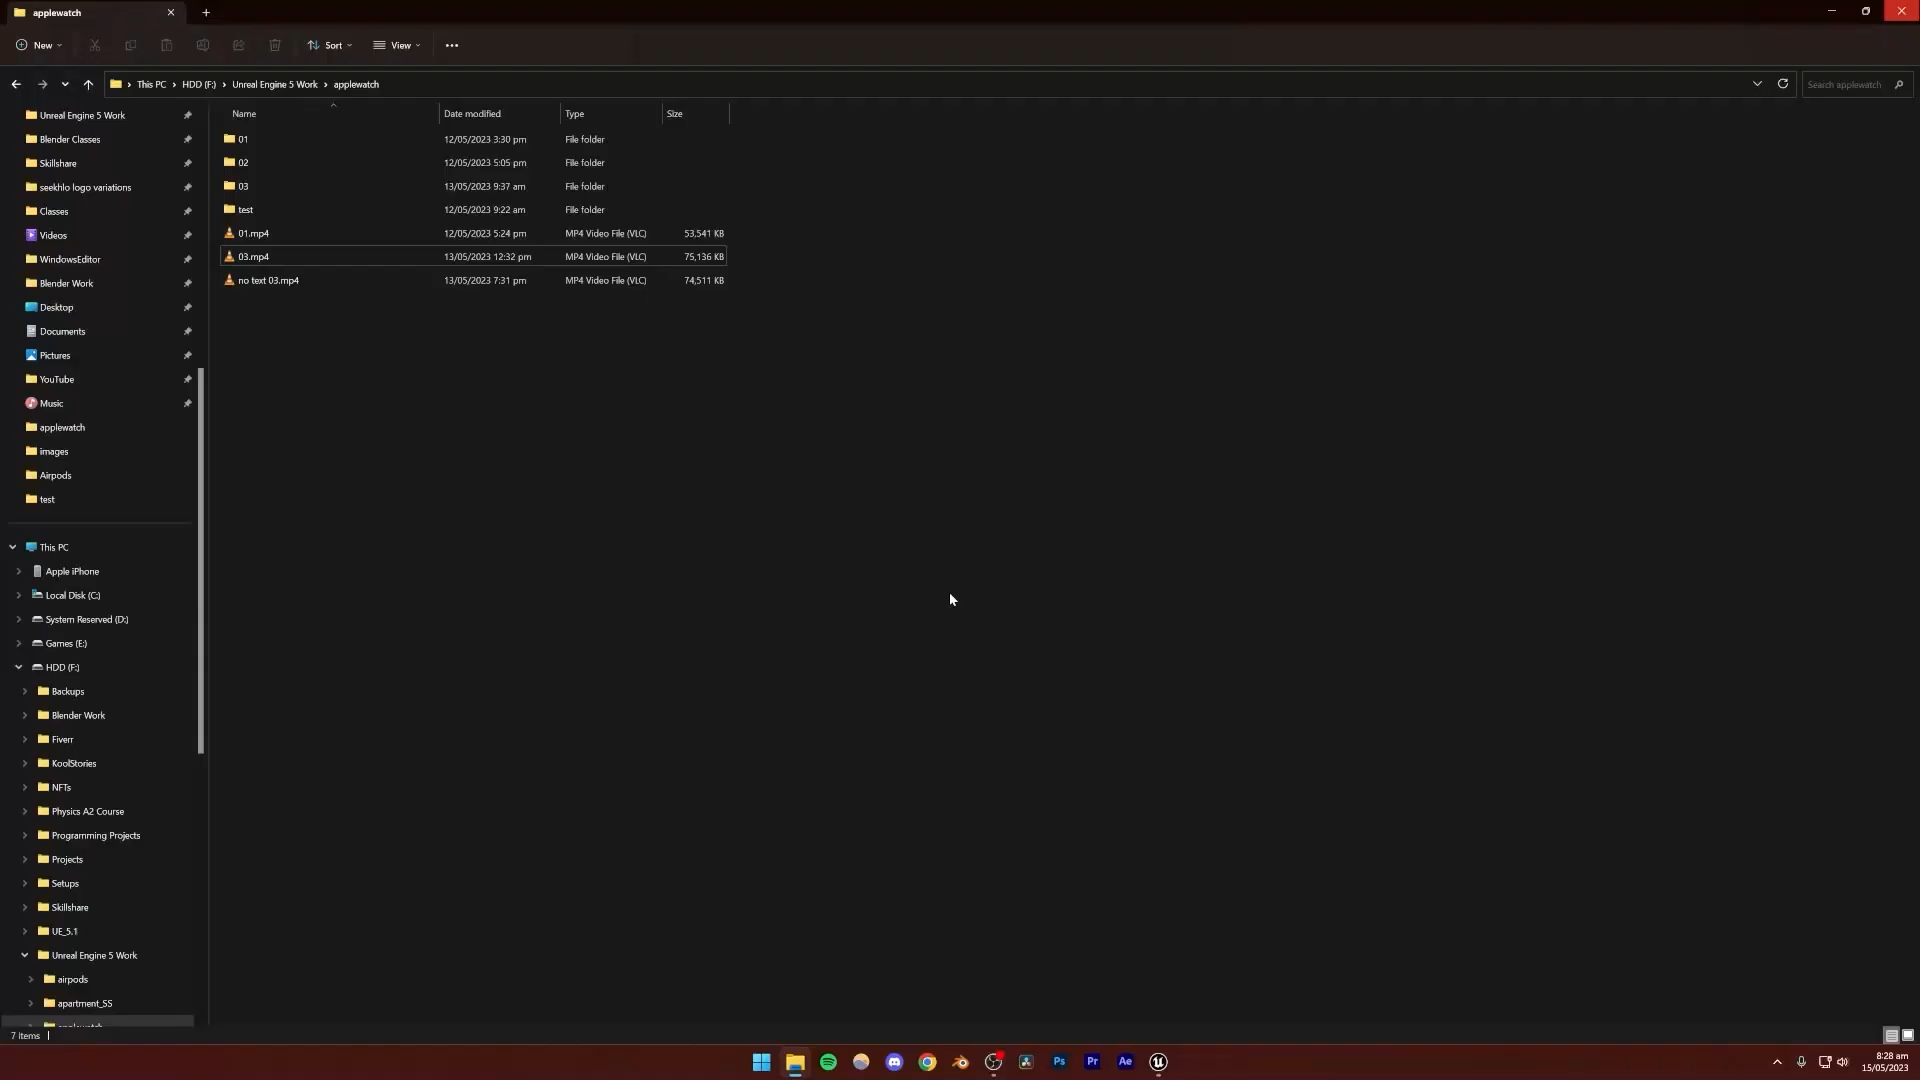 applewatch
New
Sort
View
This PC > HDD (F:) > Unreal Engine 5 Work > applewatch
Search applewatch
Name Date modified Type Size
01 12/05/2023 3:30 pm File folder
02 12/05/2023 5:05 pm File folder
03 13/05/2023 9:37 am File folder
test 12/05/2023 9:22 am File folder
01.mp4 12/05/2023 5:24 pm MP4 Video File (VLC) 53,541 KB
03.mp4 13/05/2023 12:32 pm MP4 Video File (VLC) 75,136 KB
no text 03.mp4 13/05/2023 7:31 pm MP4 Video File (VLC) 74,511 KB
Unreal Engine 5 Work
Blender Classes
Skillshare
seekhlo logo variations
Classes
Videos
WindowsEditor
Blender Work
Desktop
Documents
Pictures
YouTube
Music
applewatch
images
Airpods
test
This PC
Apple iPhone
Local Disk (C:)
System Reserved (D:)
Games (E:)
HDD (F:)
Backups
Blender Work
Fiverr
KoolStories
NFTs
Physics A2 Course
Programming Projects
Projects
Setups
Skillshare
UE_5.1
Unreal Engine 5 Work
airpods
apartment_SS
applewatch
7 items
Ps
Pr
Ae
8:28 am
15/05/2023